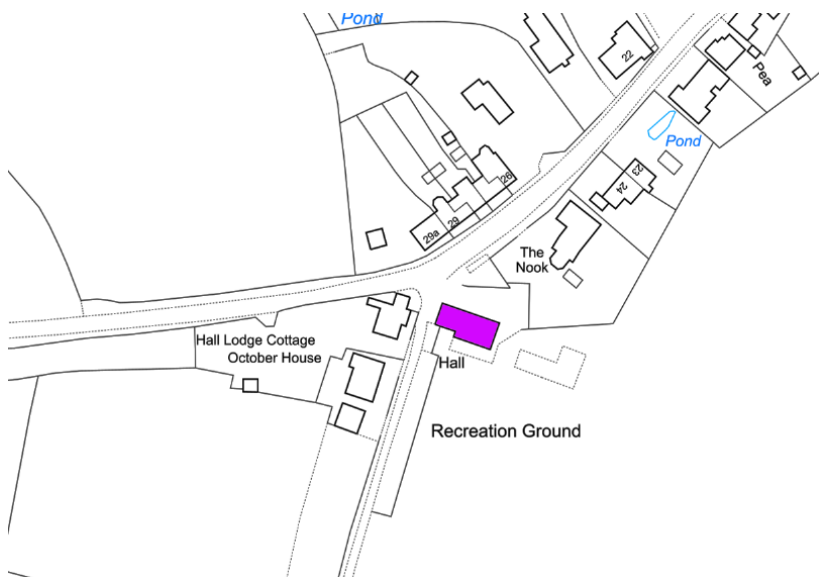 Pond
22
Pea
Pond
23
24
26
29
29a
The
Nook
Hall Lodge Cottage
October House
Hall
Recreation Ground